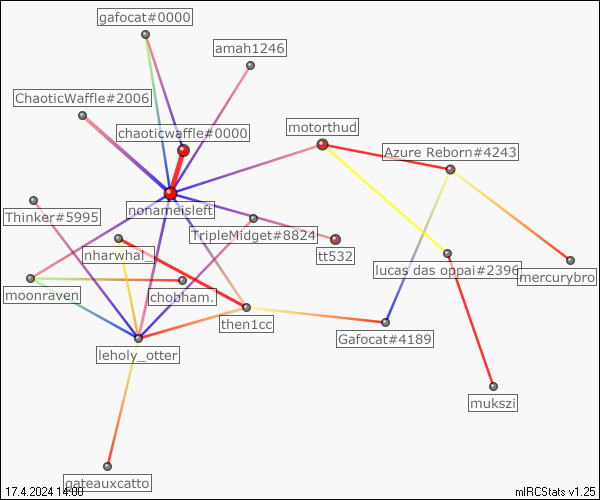 gafocat#0000
amah1246
ChaoticWaffle#2006
chaoticwaffle#0000
motorthud
Azure Reborn#4243
nonameisleft
Thinker#5995
TripleMidget#8824
nharwhal_
tt532
lucas das oppai#2396
mercurybro
moonraven
chobham.
then1cc
Gafocat#4189
leholy_otter
mukszi
gateauxcatto
17.4.2024 14:00
mIRCStats v1.25